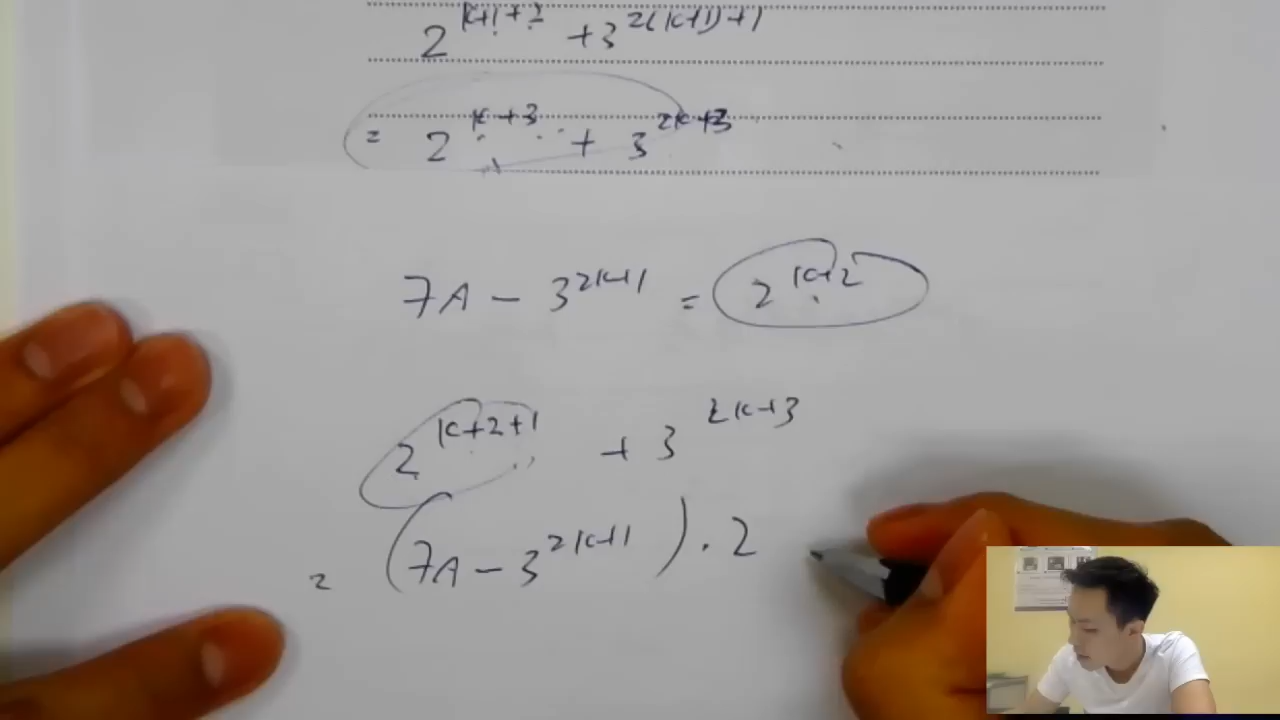 2^{k+1+2} + 3^{2(k+1)+1}
= 2^{k+3} + 3^{2k+3}
7A - 3^{2k+1} = 2^{k+2}
2^{k+2+1} + 3^{2k+3}
= (7A - 3^{2k+1}) . 2